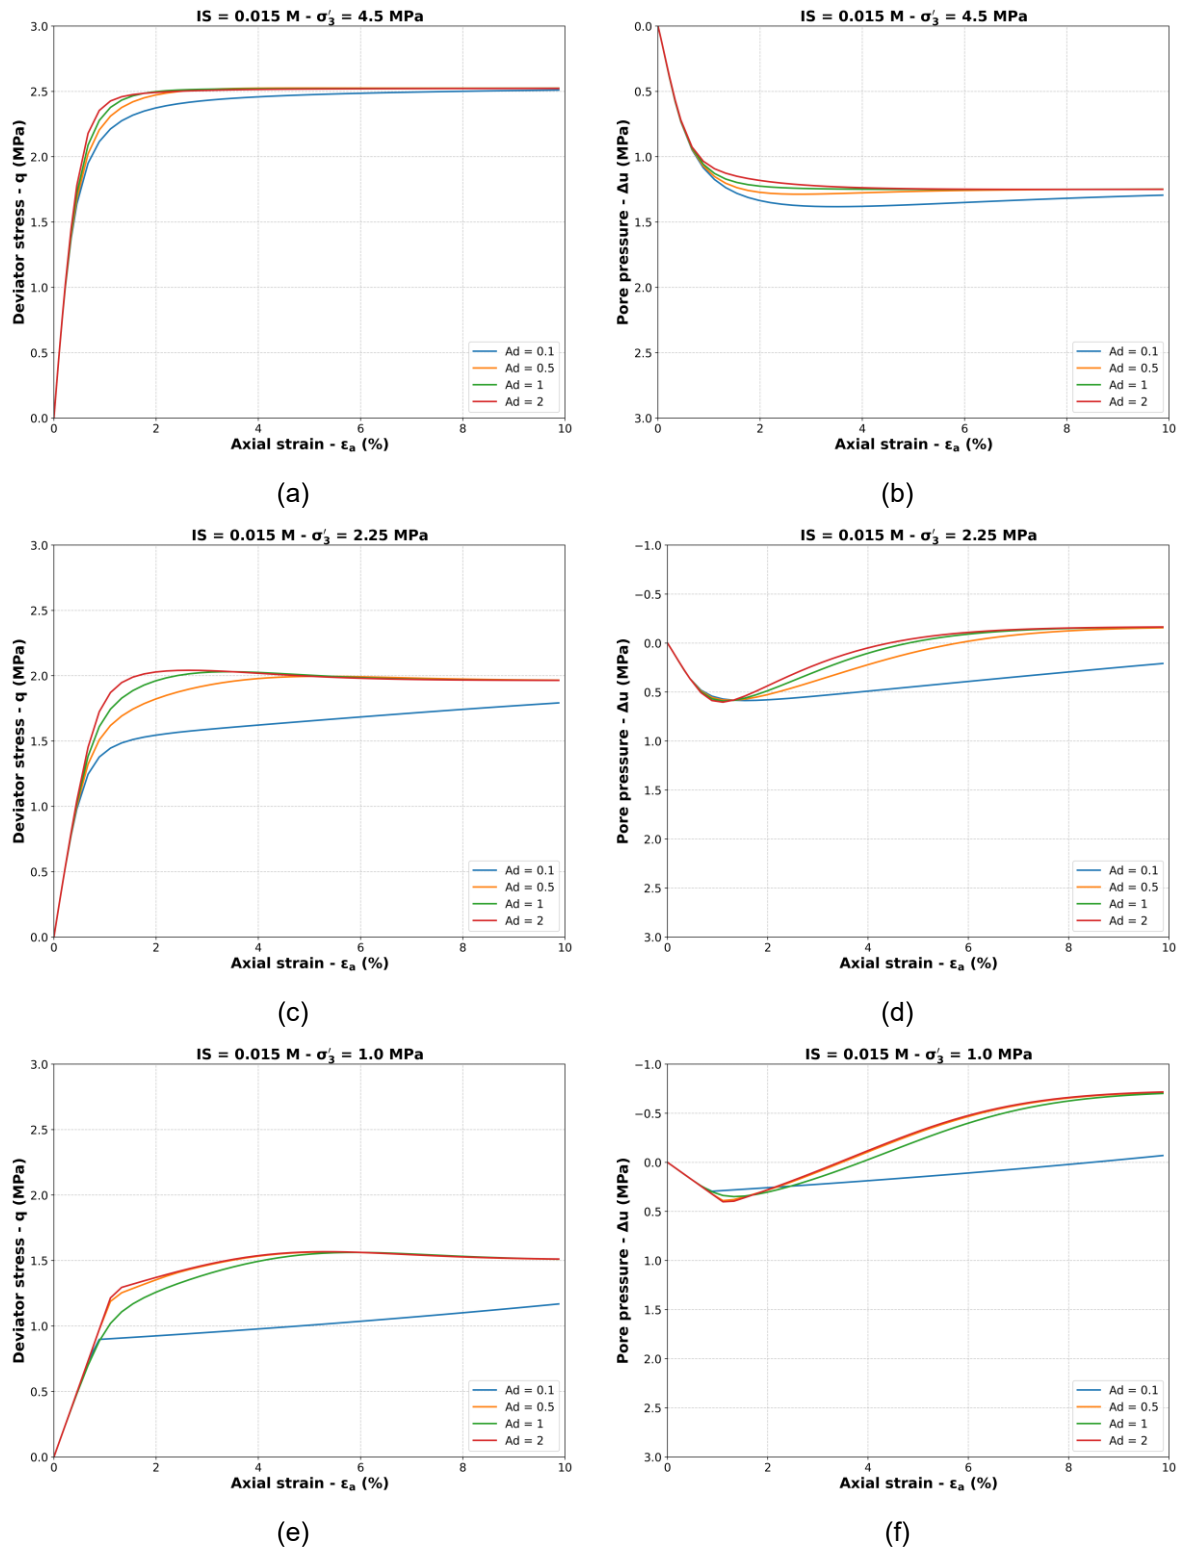 IS = 0.015 M - σ′₃ = 4.5 MPa
3.0
2.5
2.0
1.5
1.0
0.5
0.0
Deviator stress - q (MPa)
0 2 4 6 8 10
Axial strain - εₐ (%)
Ad = 0.1
Ad = 0.5
Ad = 1
Ad = 2
(a)
IS = 0.015 M - σ′₃ = 4.5 MPa
0.0
0.5
1.0
1.5
2.0
2.5
3.0
Pore pressure - Δu (MPa)
0 2 4 6 8 10
Axial strain - εₐ (%)
Ad = 0.1
Ad = 0.5
Ad = 1
Ad = 2
(b)
IS = 0.015 M - σ′₃ = 2.25 MPa
3.0
2.5
2.0
1.5
1.0
0.5
0.0
Deviator stress - q (MPa)
0 2 4 6 8 10
Axial strain - εₐ (%)
Ad = 0.1
Ad = 0.5
Ad = 1
Ad = 2
(c)
IS = 0.015 M - σ′₃ = 2.25 MPa
−1.0
−0.5
0.0
0.5
1.0
1.5
2.0
2.5
3.0
Pore pressure - Δu (MPa)
0 2 4 6 8 10
Axial strain - εₐ (%)
Ad = 0.1
Ad = 0.5
Ad = 1
Ad = 2
(d)
IS = 0.015 M - σ′₃ = 1.0 MPa
3.0
2.5
2.0
1.5
1.0
0.5
0.0
Deviator stress - q (MPa)
0 2 4 6 8 10
Axial strain - εₐ (%)
Ad = 0.1
Ad = 0.5
Ad = 1
Ad = 2
(e)
IS = 0.015 M - σ′₃ = 1.0 MPa
−1.0
−0.5
0.0
0.5
1.0
1.5
2.0
2.5
3.0
Pore pressure - Δu (MPa)
0 2 4 6 8 10
Axial strain - εₐ (%)
Ad = 0.1
Ad = 0.5
Ad = 1
Ad = 2
(f)